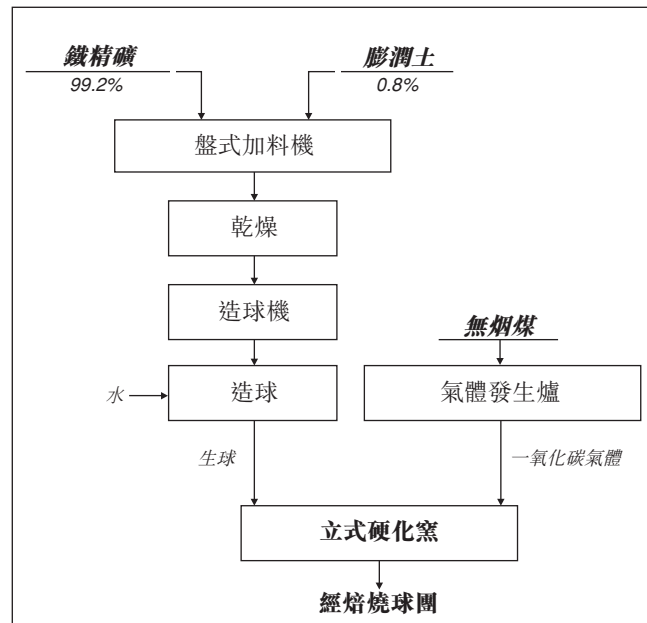 鐵精礦
99.2%
膨潤土
0.8%
盤式加料機
乾燥
造球機
無烟煤
水
造球
氣體發生爐
生球
一氧化碳氣體
立式硬化窯
經焙燒球團